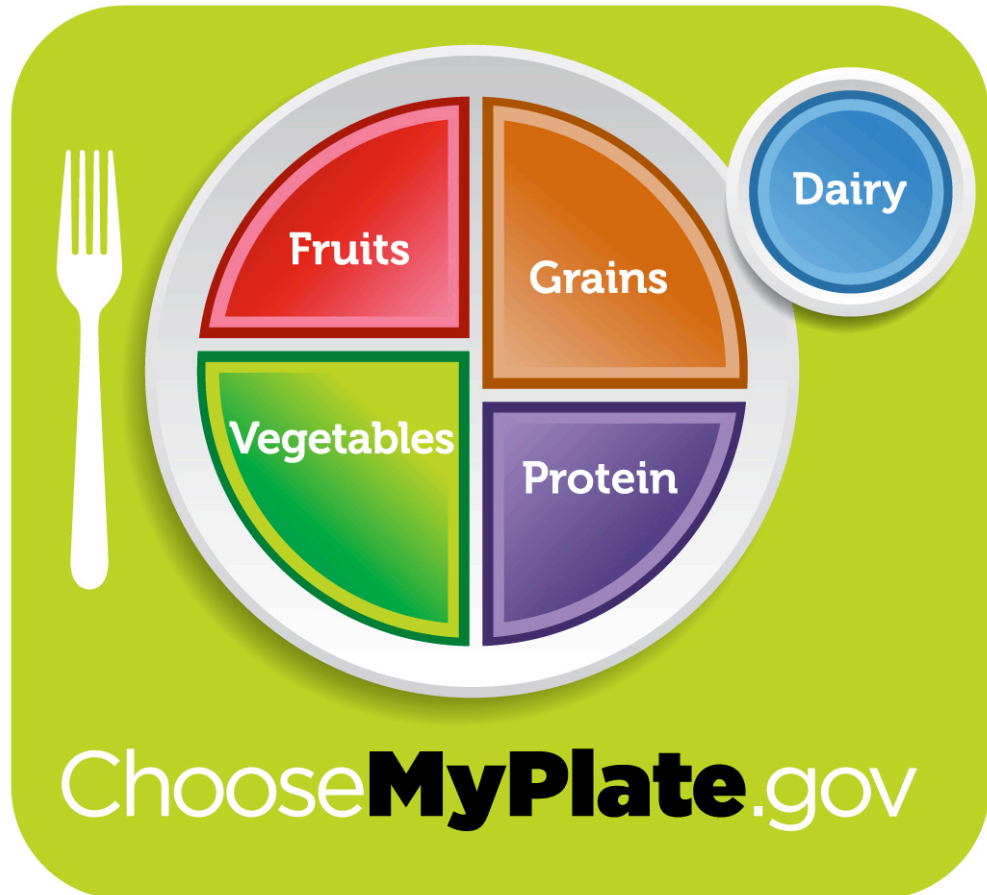 Fruits
Grains
Dairy
Vegetables
Protein
ChooseMyPlate.gov